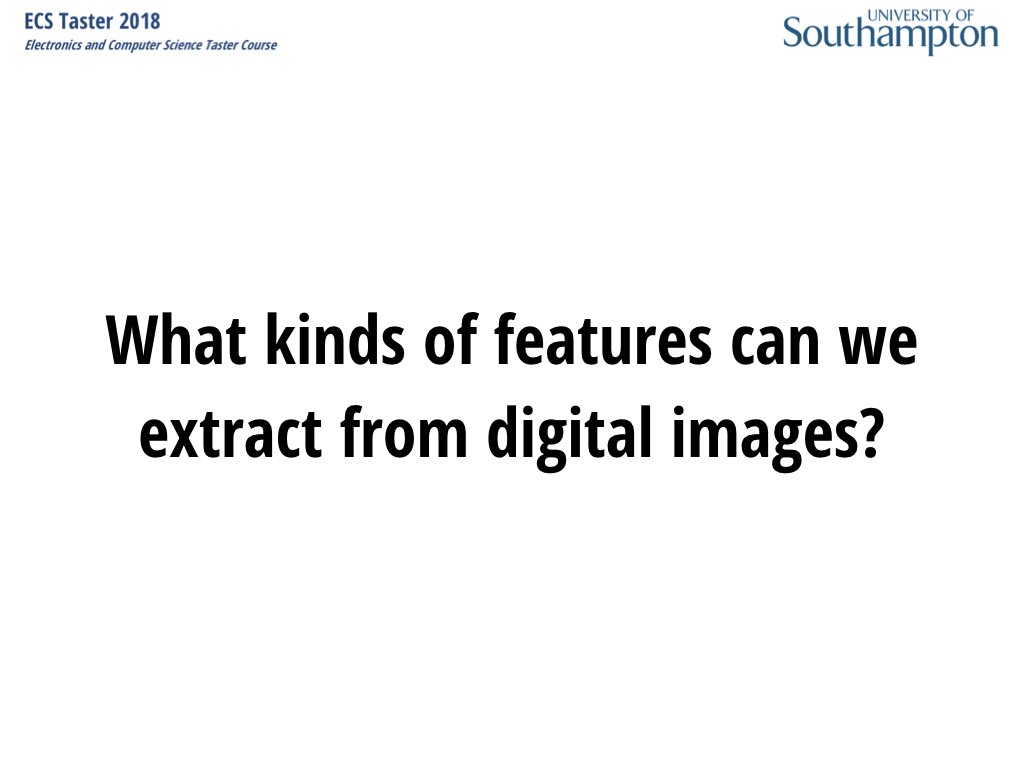 ECS Taster 2018
Electronics and Computer Science Taster Course
UNIVERSITY OF
Southampton
What kinds of features can we
extract from digital images?